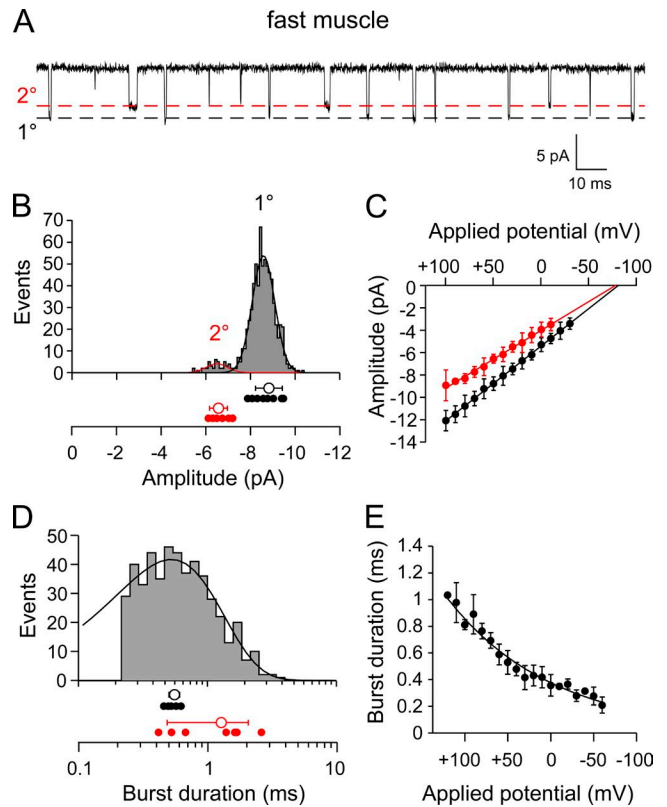 A
fast muscle
2°
1°
5 pA
10 ms
B
1°
2°
Events
70
60
50
40
30
20
10
0
0 -2 -4 -6 -8 -10 -12
Amplitude (pA)
C
Applied potential (mV)
+100 +50 0 -50 -100
Amplitude (pA)
0
-2
-4
-6
-8
-10
-12
-14
D
Events
50
40
30
20
10
0
0.1 1 10
Burst duration (ms)
E
Burst duration (ms)
1.4
1.2
1
0.8
0.6
0.4
0.2
0
+100 +50 0 -50 -100
Applied potential (mV)